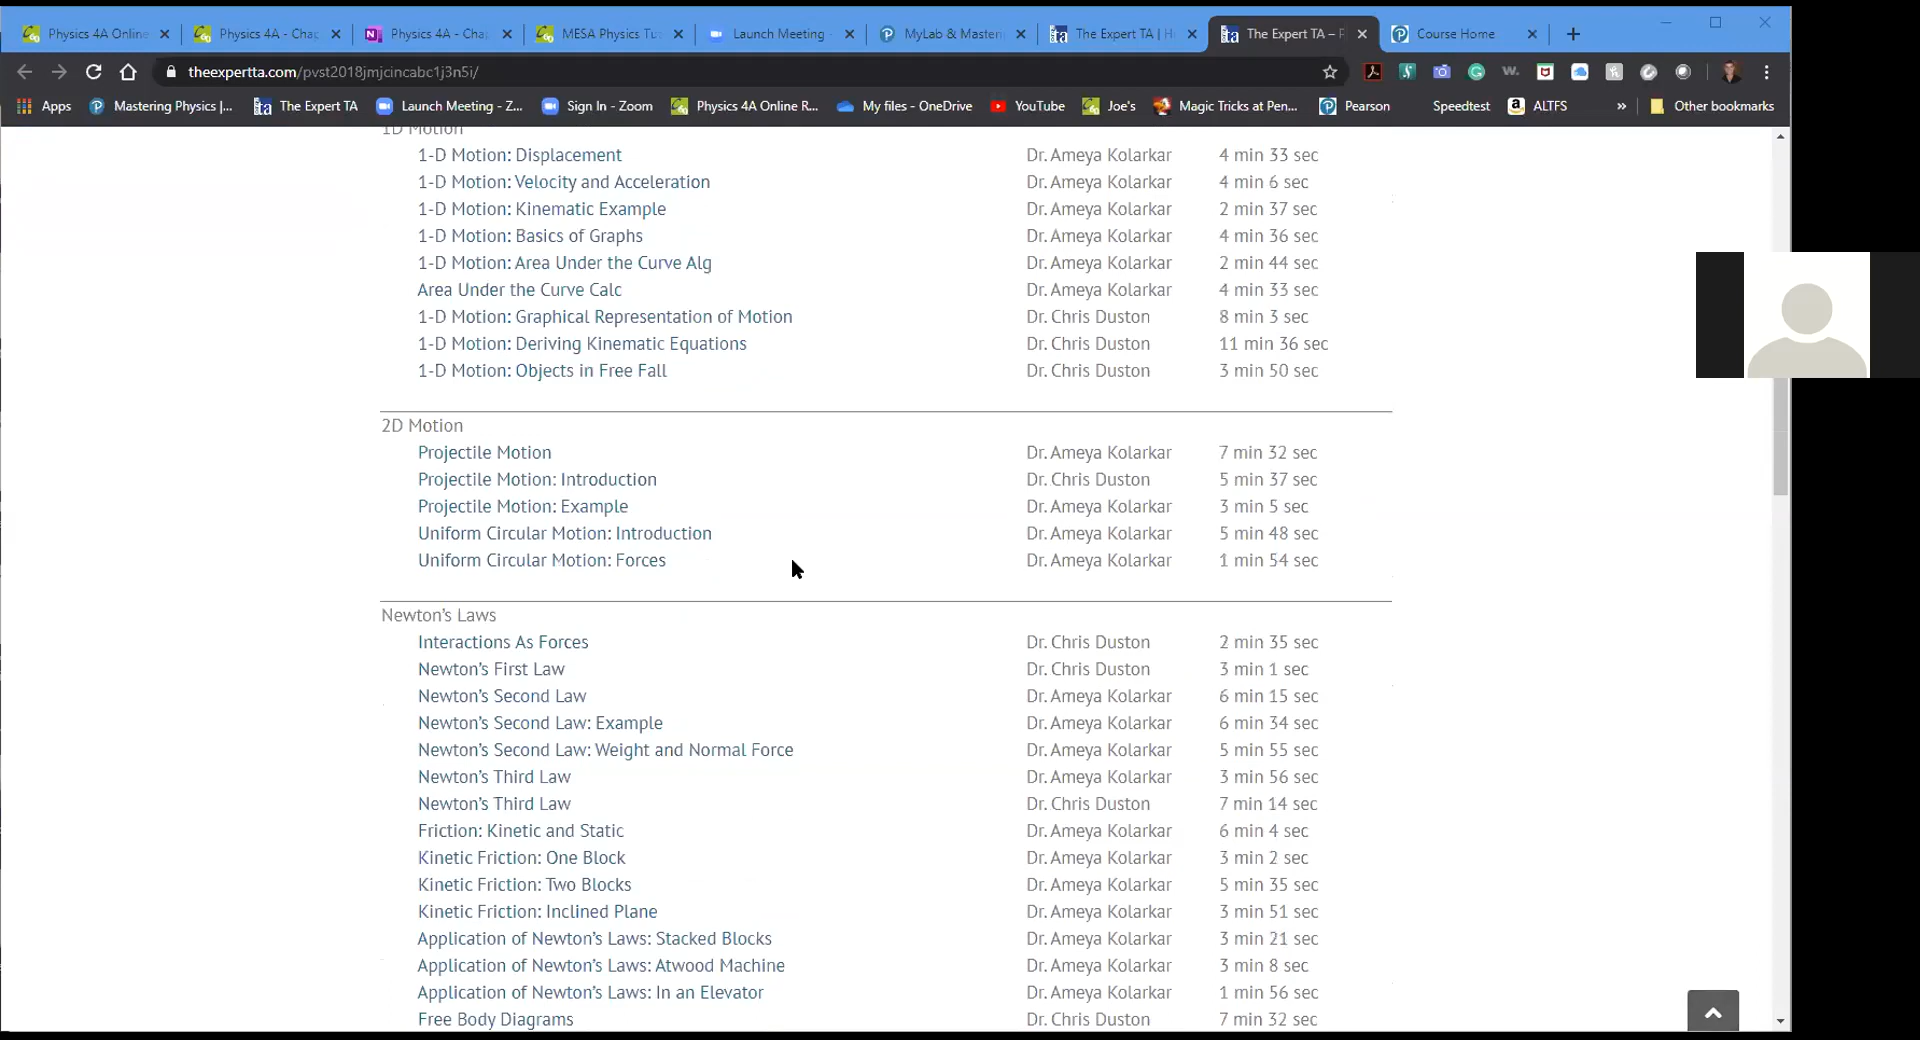 Physics 4A Online
Physics 4A - Chap
Physics 4A - Chap
MESA Physics Tu
Launch Meeting -
MyLab & Masteri
The Expert TA | H
The Expert TA –
Course Home
theexpertta.com/pvst2018jmjcincabc1j3n5i/
Apps
Mastering Physics |...
The Expert TA
Launch Meeting - Z...
Sign In - Zoom
Physics 4A Online R...
My files - OneDrive
YouTube
Joe's
Magic Tricks at Pen...
Pearson
Speedtest
ALTFS
»
Other bookmarks
1D Motion
1-D Motion: Displacement Dr. Ameya Kolarkar 4 min 33 sec
1-D Motion: Velocity and Acceleration Dr. Ameya Kolarkar 4 min 6 sec
1-D Motion: Kinematic Example Dr. Ameya Kolarkar 2 min 37 sec
1-D Motion: Basics of Graphs Dr. Ameya Kolarkar 4 min 36 sec
1-D Motion: Area Under the Curve Alg Dr. Ameya Kolarkar 2 min 44 sec
Area Under the Curve Calc Dr. Ameya Kolarkar 4 min 33 sec
1-D Motion: Graphical Representation of Motion Dr. Chris Duston 8 min 3 sec
1-D Motion: Deriving Kinematic Equations Dr. Chris Duston 11 min 36 sec
1-D Motion: Objects in Free Fall Dr. Chris Duston 3 min 50 sec
2D Motion
Projectile Motion Dr. Ameya Kolarkar 7 min 32 sec
Projectile Motion: Introduction Dr. Chris Duston 5 min 37 sec
Projectile Motion: Example Dr. Ameya Kolarkar 3 min 5 sec
Uniform Circular Motion: Introduction Dr. Ameya Kolarkar 5 min 48 sec
Uniform Circular Motion: Forces Dr. Ameya Kolarkar 1 min 54 sec
Newton's Laws
Interactions As Forces Dr. Chris Duston 2 min 35 sec
Newton's First Law Dr. Chris Duston 3 min 1 sec
Newton's Second Law Dr. Ameya Kolarkar 6 min 15 sec
Newton's Second Law: Example Dr. Ameya Kolarkar 6 min 34 sec
Newton's Second Law: Weight and Normal Force Dr. Ameya Kolarkar 5 min 55 sec
Newton's Third Law Dr. Ameya Kolarkar 3 min 56 sec
Newton's Third Law Dr. Chris Duston 7 min 14 sec
Friction: Kinetic and Static Dr. Ameya Kolarkar 6 min 4 sec
Kinetic Friction: One Block Dr. Ameya Kolarkar 3 min 2 sec
Kinetic Friction: Two Blocks Dr. Ameya Kolarkar 5 min 35 sec
Kinetic Friction: Inclined Plane Dr. Ameya Kolarkar 3 min 51 sec
Application of Newton's Laws: Stacked Blocks Dr. Ameya Kolarkar 3 min 21 sec
Application of Newton's Laws: Atwood Machine Dr. Ameya Kolarkar 3 min 8 sec
Application of Newton's Laws: In an Elevator Dr. Ameya Kolarkar 1 min 56 sec
Free Body Diagrams Dr. Chris Duston 7 min 32 sec